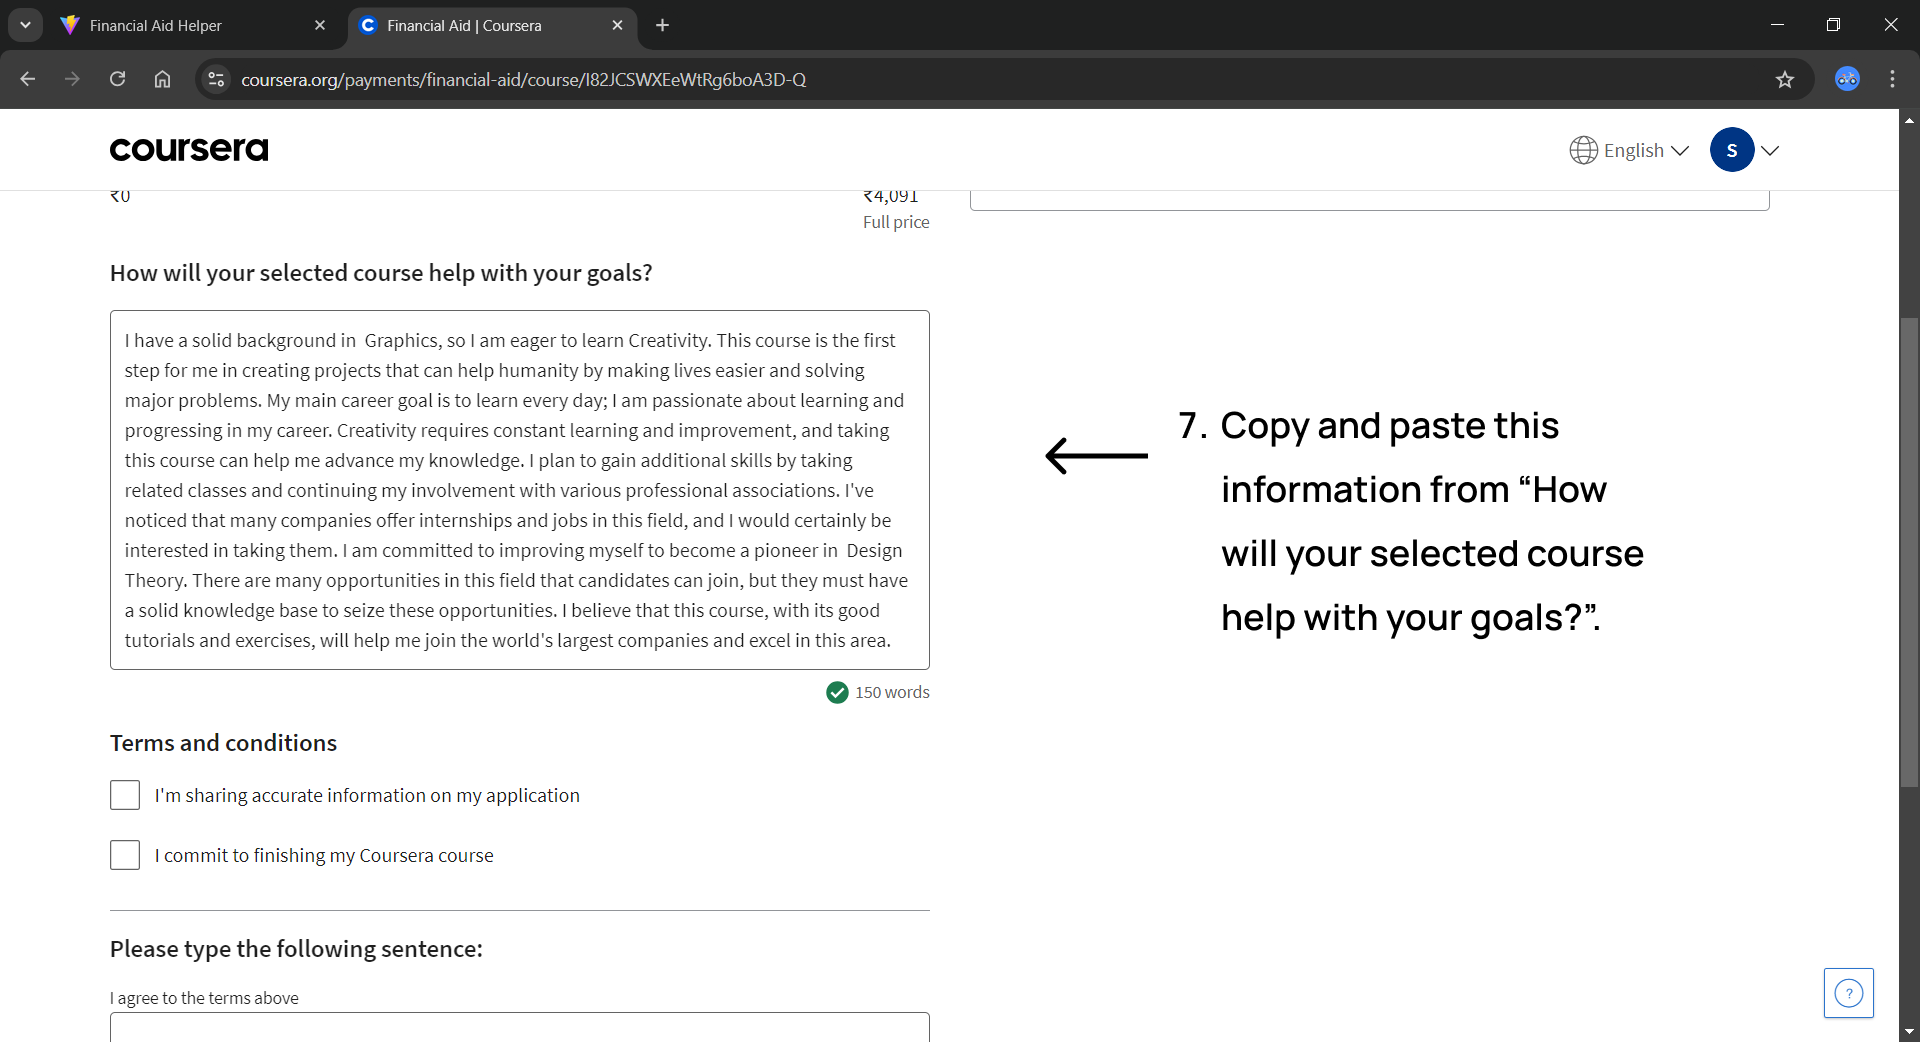 Financial Aid Helper
Financial Aid | Coursera
coursera.org/payments/financial-aid/course/I82JCSWXEeWtRg6boA3D-Q
coursera
English
S
₹0
₹4,091
Full price
How will your selected course help with your goals?
I have a solid background in  Graphics, so I am eager to learn Creativity. This course is the first
step for me in creating projects that can help humanity by making lives easier and solving
major problems. My main career goal is to learn every day; I am passionate about learning and
progressing in my career. Creativity requires constant learning and improvement, and taking
this course can help me advance my knowledge. I plan to gain additional skills by taking
related classes and continuing my involvement with various professional associations. I've
noticed that many companies offer internships and jobs in this field, and I would certainly be
interested in taking them. I am committed to improving myself to become a pioneer in  Design
Theory. There are many opportunities in this field that candidates can join, but they must have
a solid knowledge base to seize these opportunities. I believe that this course, with its good
tutorials and exercises, will help me join the world's largest companies and excel in this area.
150 words
7. Copy and paste this
information from “How
will your selected course
help with your goals?”.
Terms and conditions
I'm sharing accurate information on my application
I commit to finishing my Coursera course
Please type the following sentence:
I agree to the terms above
?